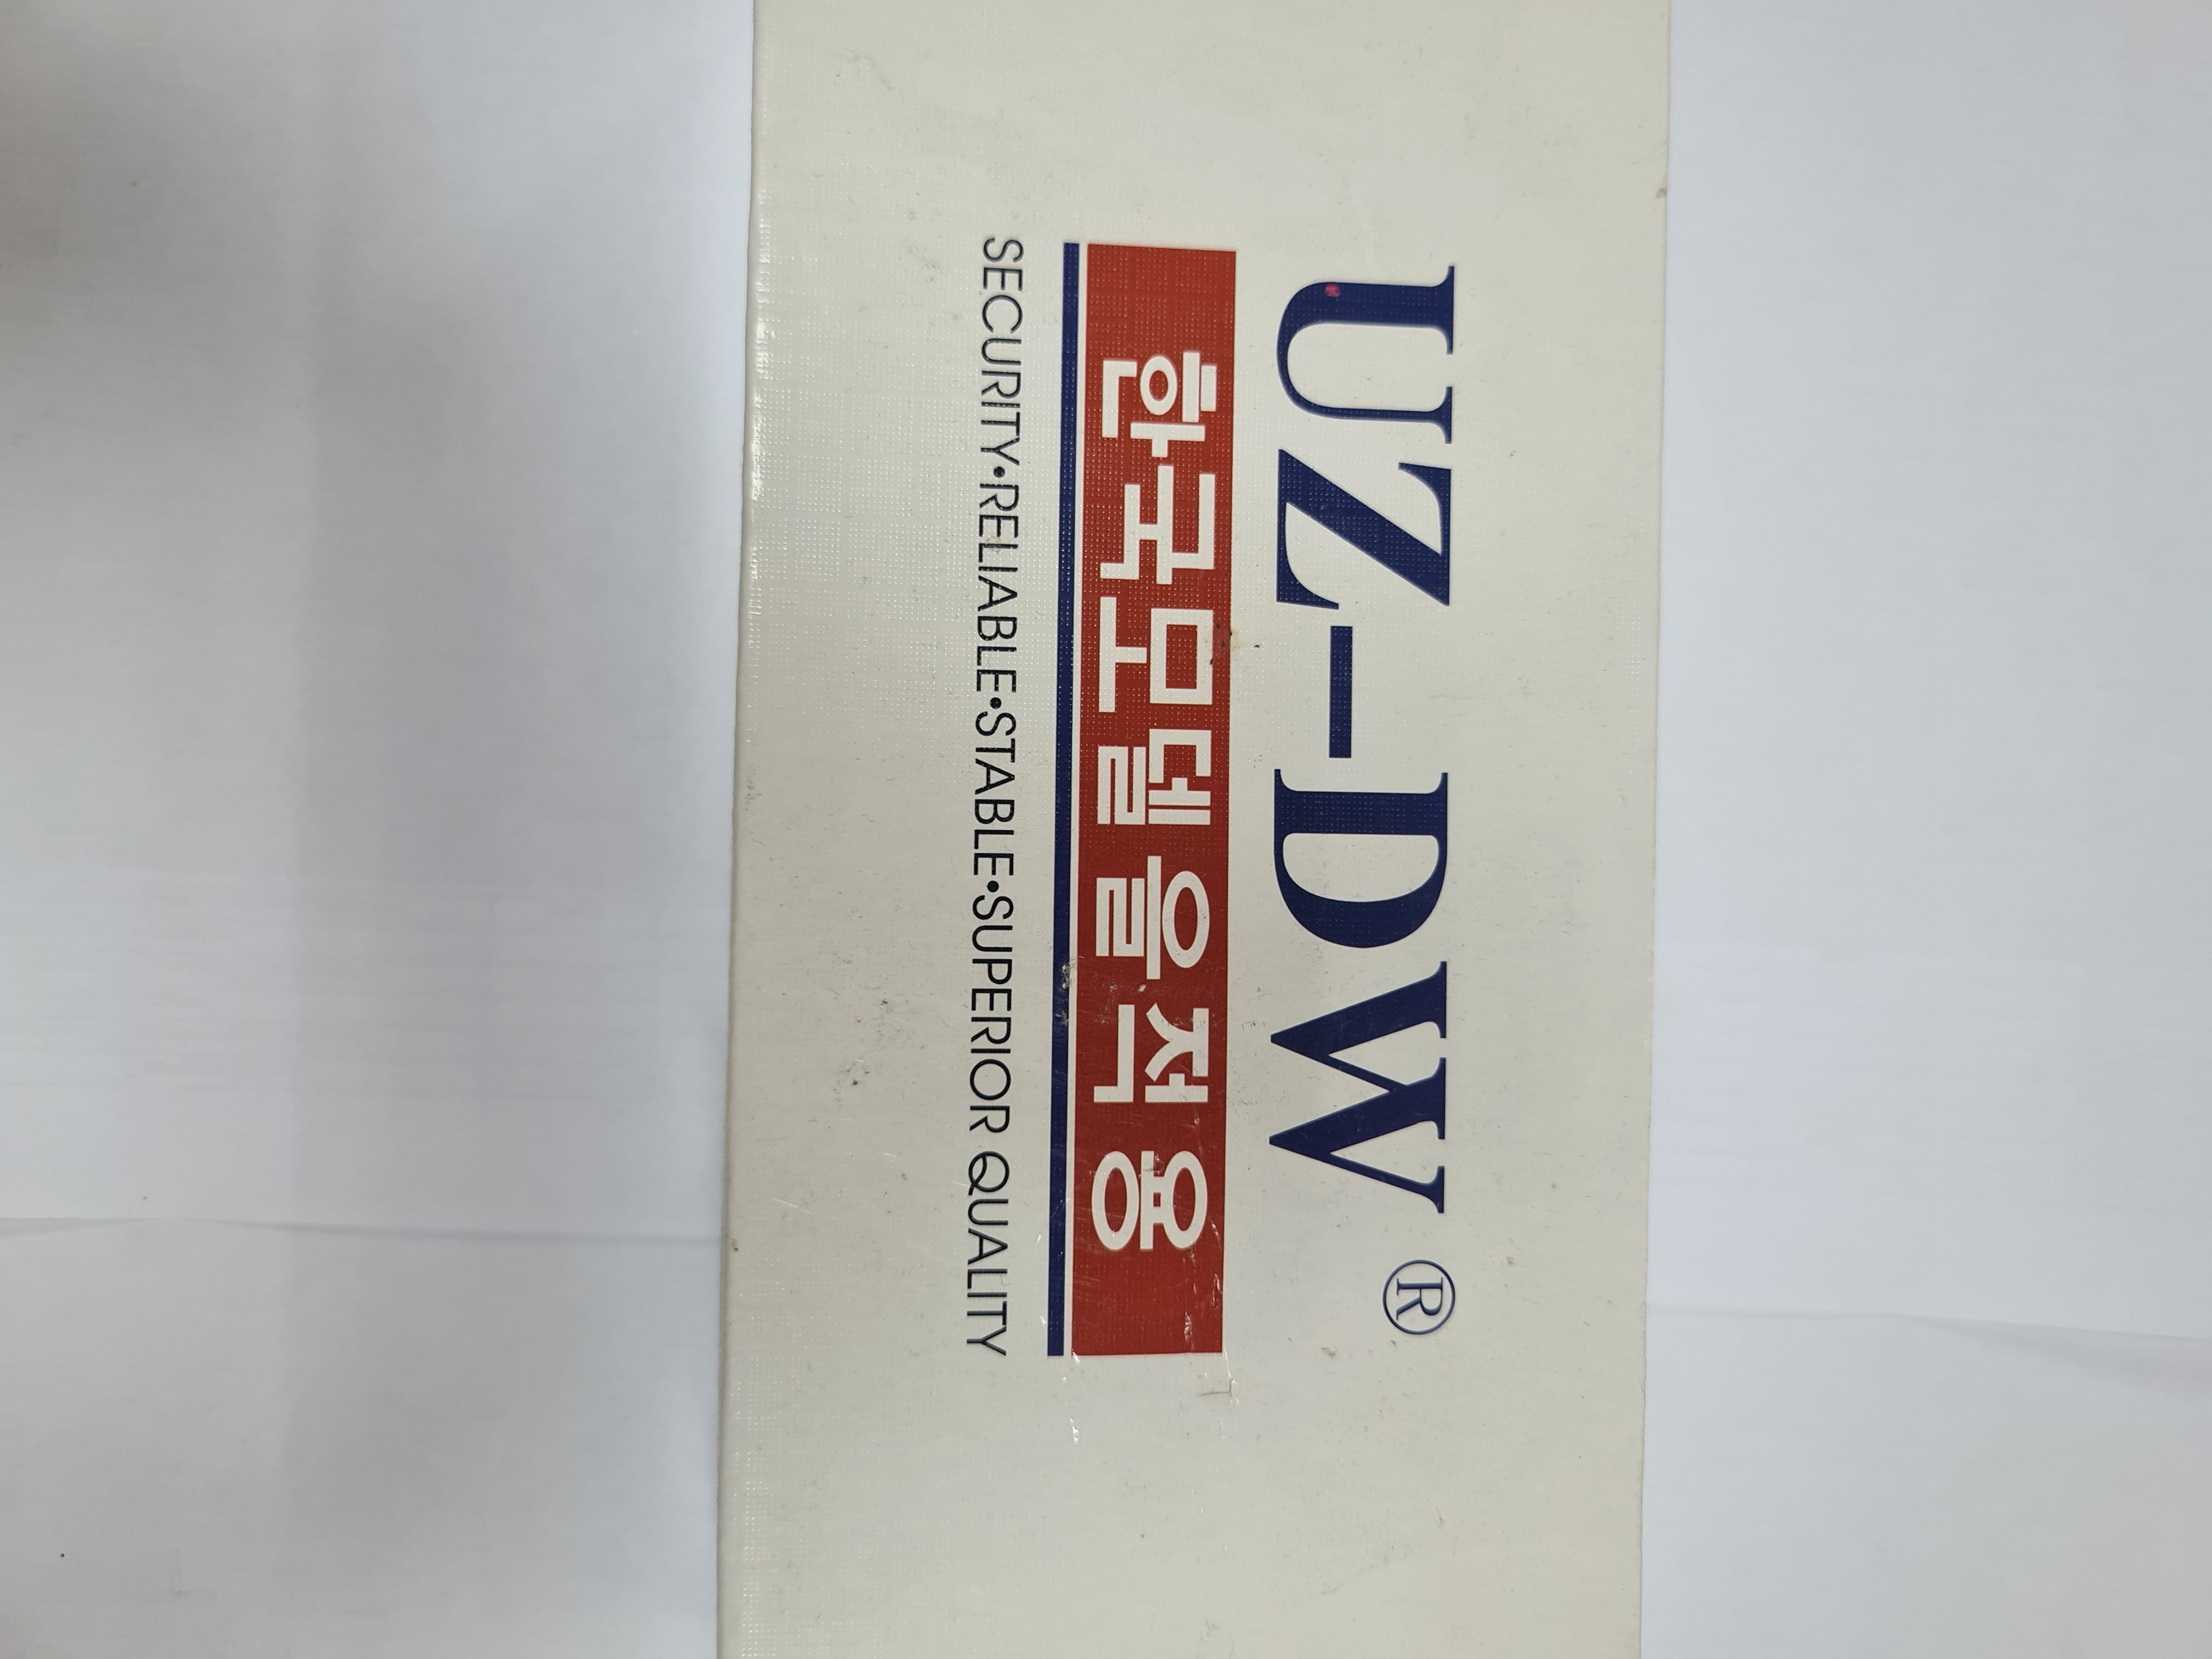 UZ-DW ®
한국모델을적용
SECURITY•RELIABLE•STABLE•SUPERIOR QUALITY